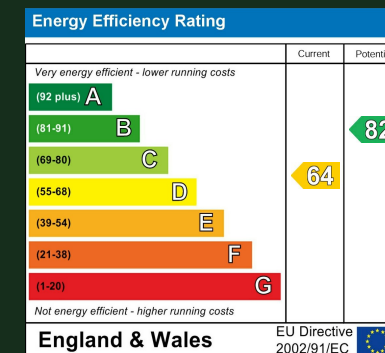 Energy Efficiency Rating
Current
Very energy efficient - lower running costs
(92 plus) A
(81-91) B
82
(69-80) C
64
(55-68) D
(39-54) E
(21-38) F
(1-20) G
Not energy efficient - higher running costs
England & Wales
EU Directive
2002/91/EC